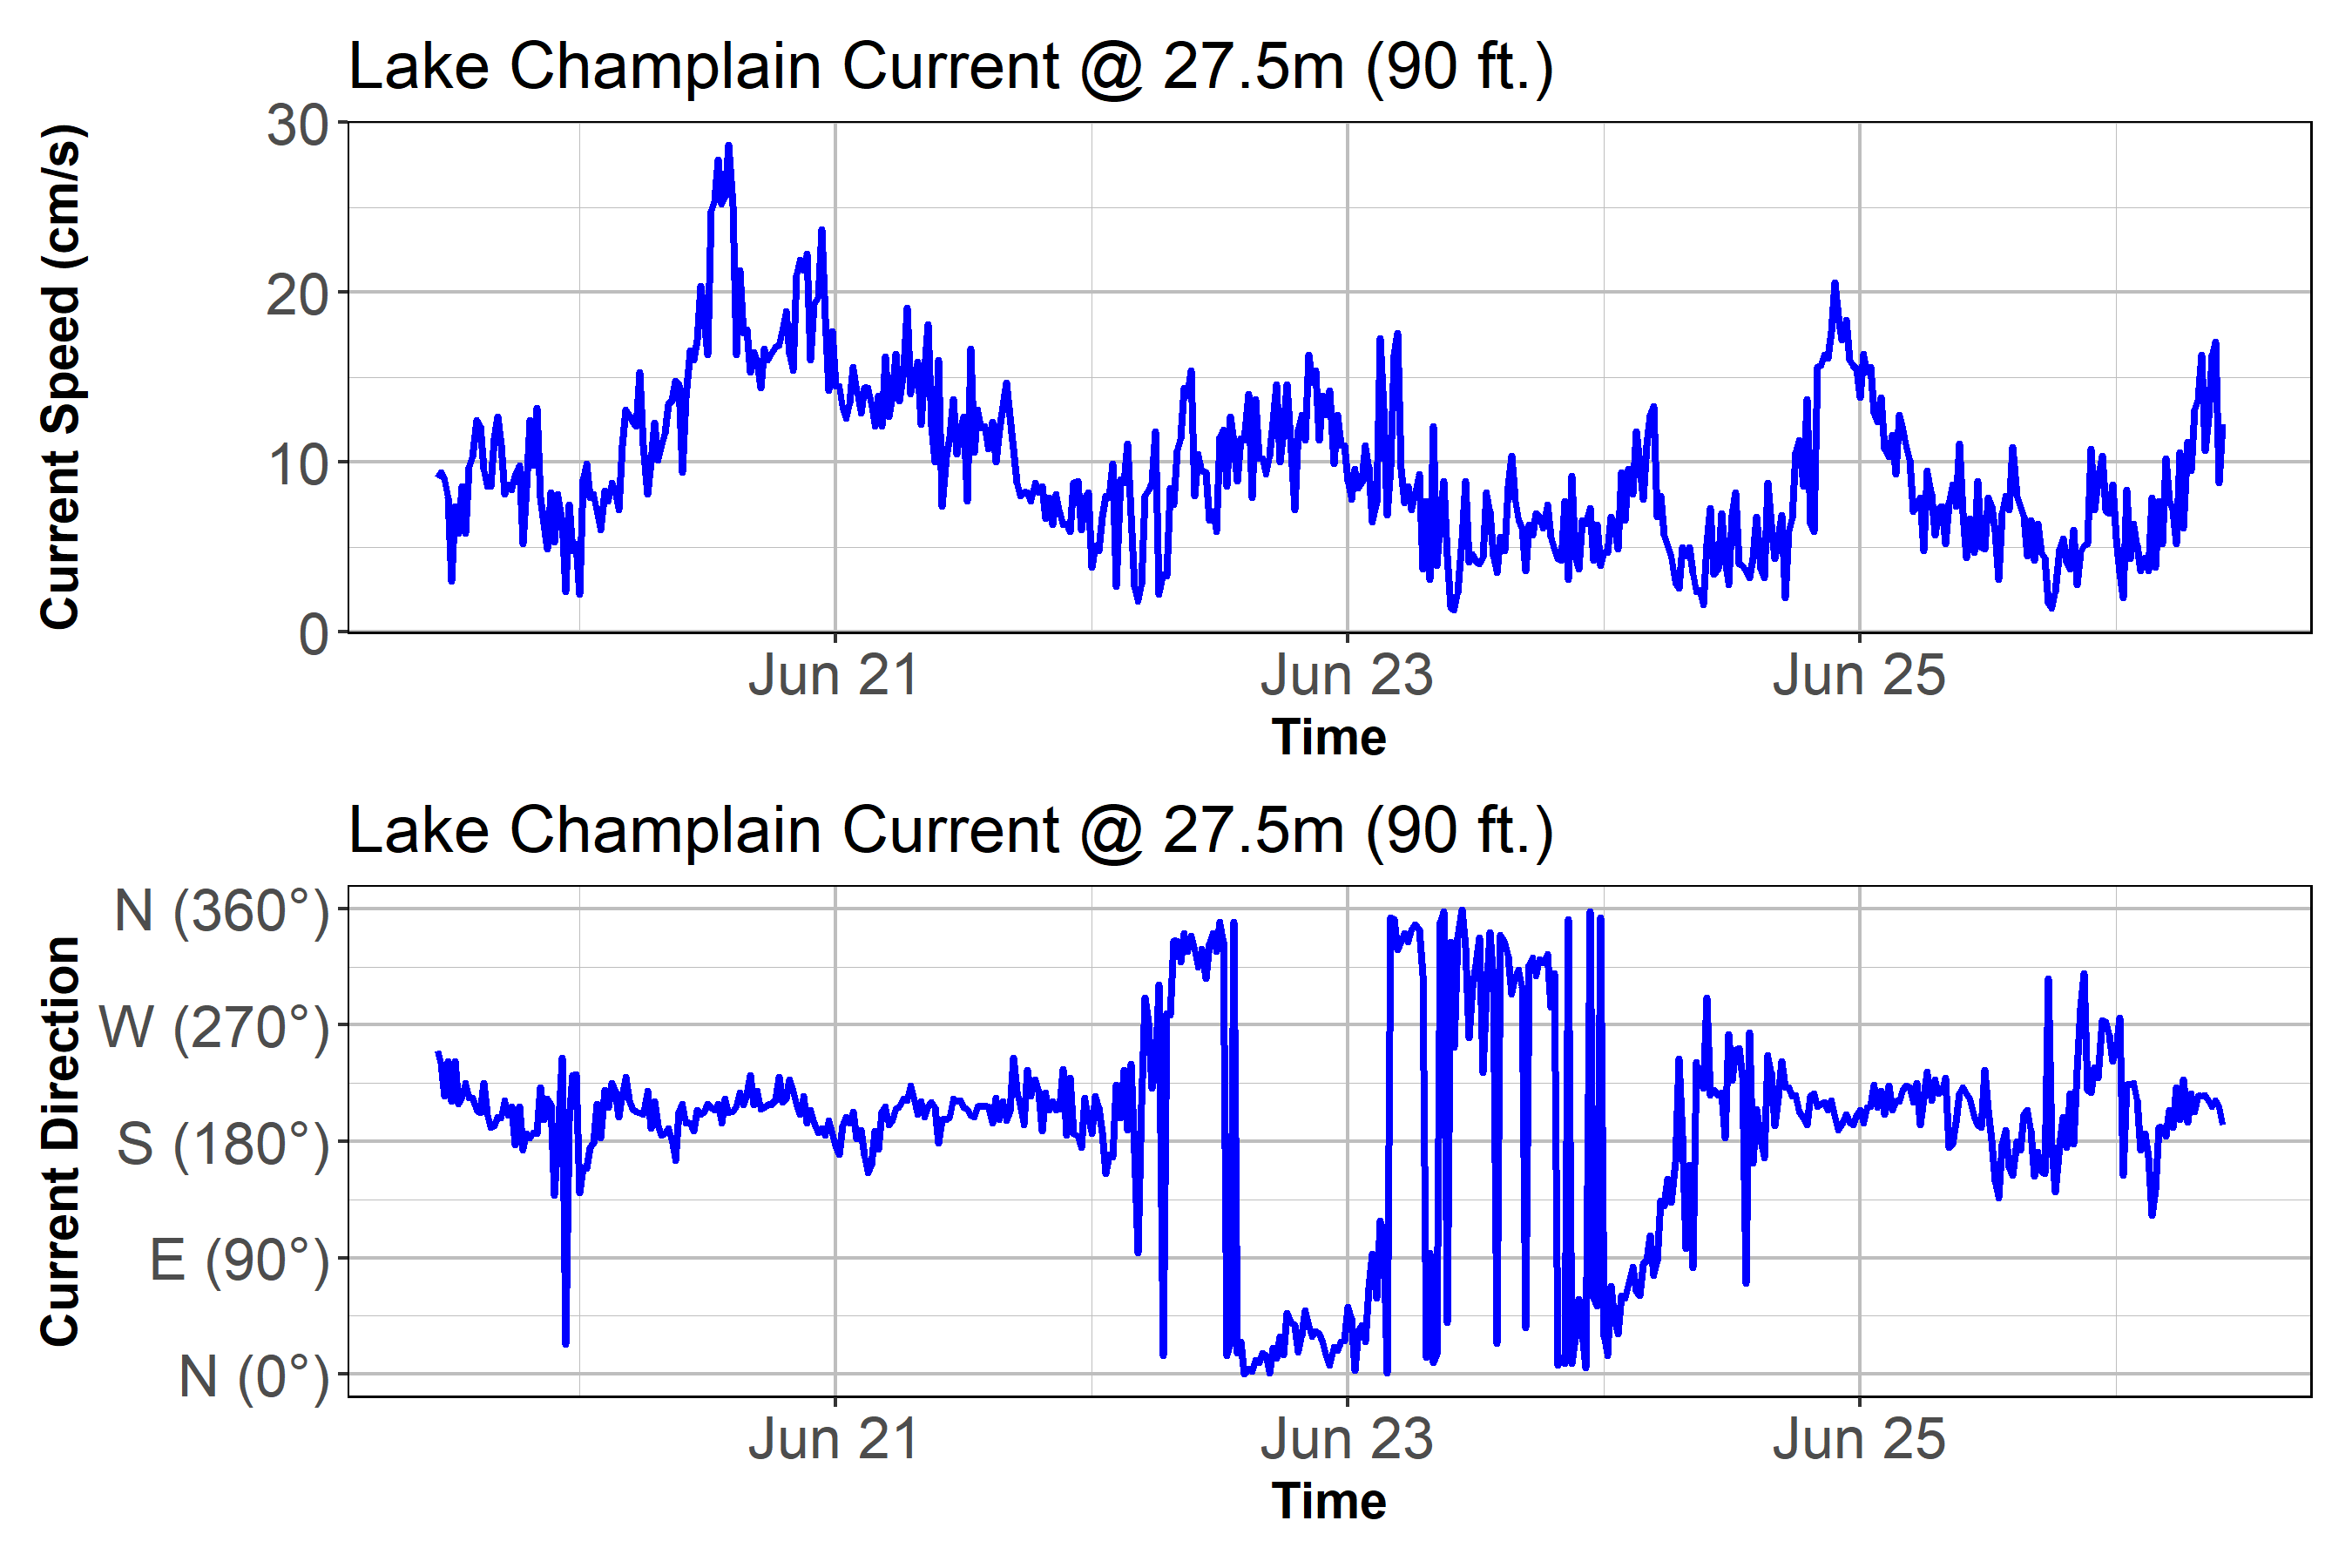 Lake Champlain Current @ 27.5m (90 ft.)
Current Speed (cm/s)
30
20
10
0
Jun 21 Jun 23 Jun 25
Time
Lake Champlain Current @ 27.5m (90 ft.)
Current Direction
N (360°)
W (270°)
S (180°)
E (90°)
N (0°)
Jun 21 Jun 23 Jun 25
Time